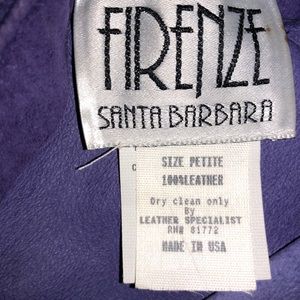 FIRENZE
SANTA BARBARA
SIZE PETITE
100%LEATHER
Dry clean only
By
LEATHER SPECIALIST
RN# 81772
MADE IN USA